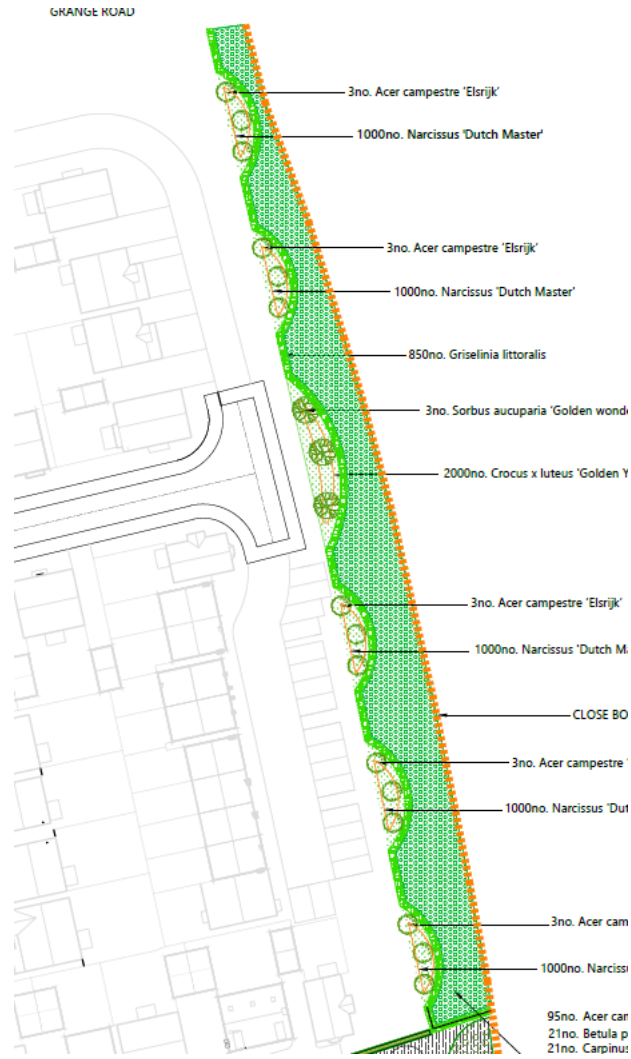 GRANGE ROAD
3no. Acer campestre 'Elsrijk'
1000no. Narcissus 'Dutch Master'
3no. Acer campestre 'Elsrijk'
1000no. Narcissus 'Dutch Master'
850no. Griselinia littoralis
3no. Sorbus aucuparia 'Golden wonde
2000no. Crocus x luteus 'Golden Y
3no. Acer campestre 'Elsrijk'
1000no. Narcissus 'Dutch Ma
CLOSE BO
3no. Acer campestre '
1000no. Narcissus 'Dut
3no. Acer cam
1000no. Narciss
95no. Acer cam
21no. Betula p
21no. Carpinus